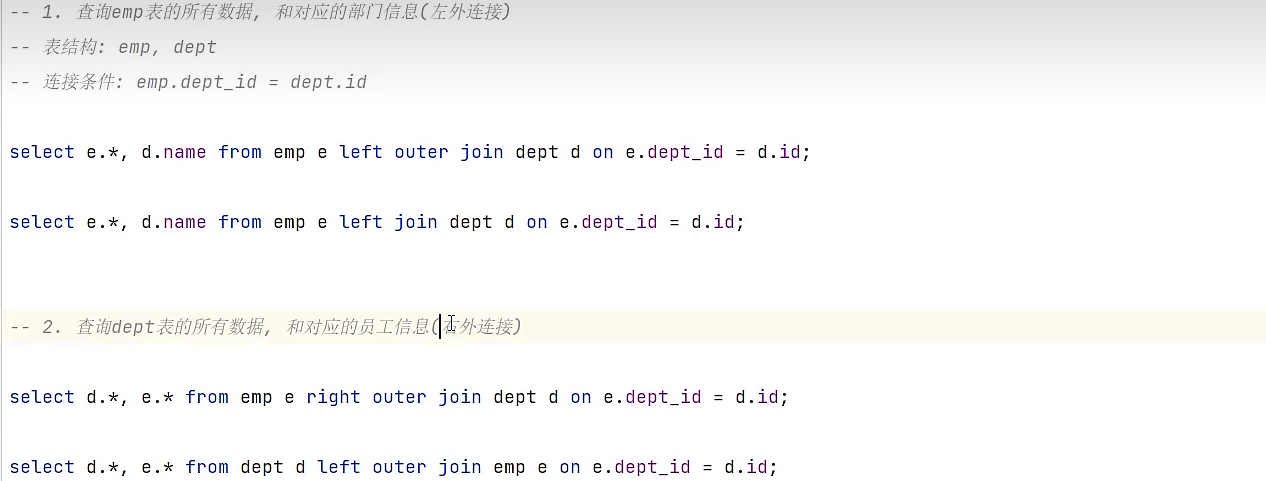 -- 1. 查询emp表的所有数据, 和对应的部门信息(左外连接)
-- 表结构: emp, dept
-- 连接条件: emp.dept_id = dept.id
select e.*, d.name from emp e left outer join dept d on e.dept_id = d.id;
select e.*, d.name from emp e left join dept d on e.dept_id = d.id;
-- 2. 查询dept表的所有数据, 和对应的员工信息(右外连接)
select d.*, e.* from emp e right outer join dept d on e.dept_id = d.id;
select d.*, e.* from dept d left outer join emp e on e.dept_id = d.id;